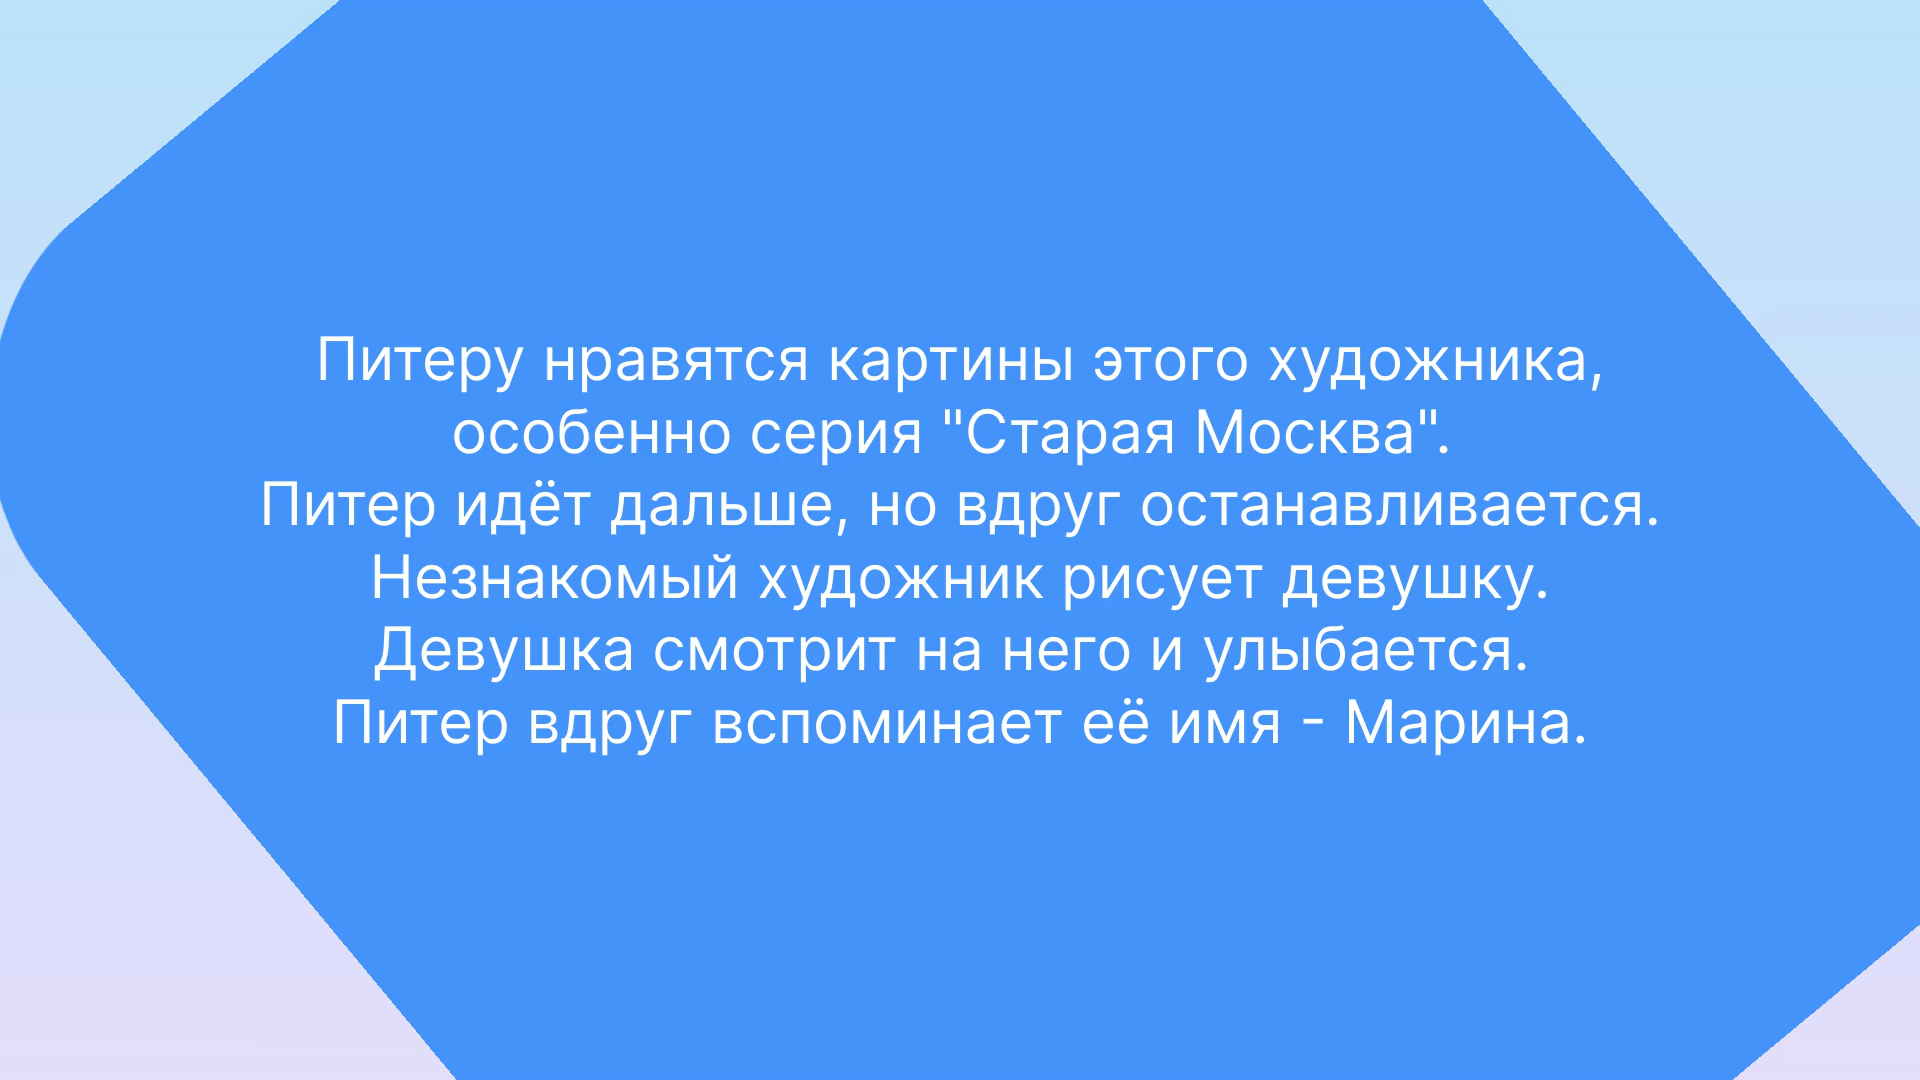 Питеру нравятся картины этого художника,
особенно серия "Старая Москва".
Питер идёт дальше, но вдруг останавливается.
Незнакомый художник рисует девушку.
Девушка смотрит на него и улыбается.
Питер вдруг вспоминает её имя - Марина.